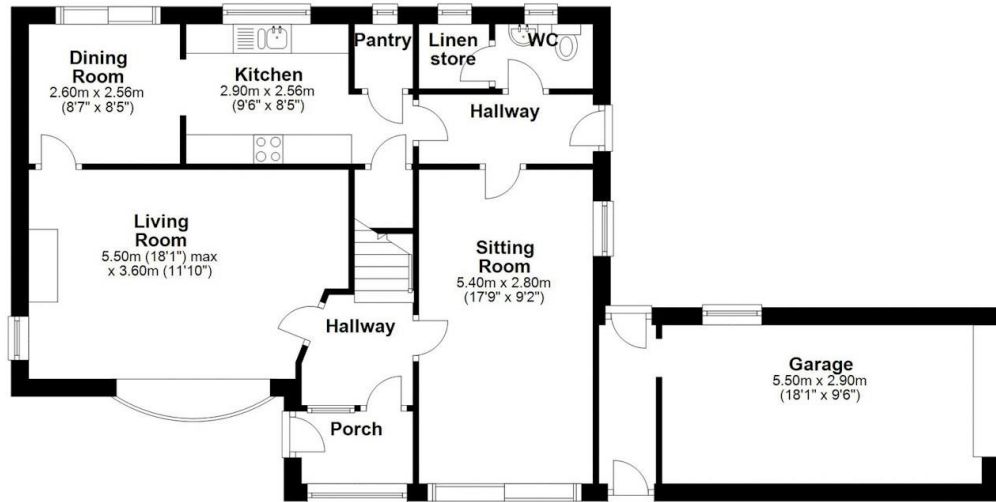 Dining
Room
2.60m x 2.56m
(8'7" x 8'5")
Kitchen
2.90m x 2.56m
(9'6" x 8'5")
Pantry
Linen
store
WC
Hallway
Living
Room
5.50m (18'1") max
x 3.60m (11'10")
Sitting
Room
5.40m x 2.80m
(17'9" x 9'2")
Hallway
Garage
5.50m x 2.90m
(18'1" x 9'6")
Porch